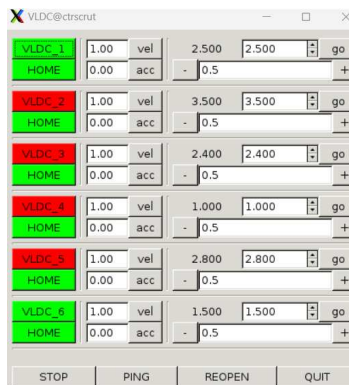 VLDC@ctrscrut
VLDC_1 1.00 vel 2.500 2.500 go
HOME 0.00 acc - 0.5 +
VLDC_2 1.00 vel 3.500 3.500 go
HOME 0.00 acc - 0.5 +
VLDC_3 1.00 vel 2.400 2.400 go
HOME 0.00 acc - 0.5 +
VLDC_4 1.00 vel 1.000 1.000 go
HOME 0.00 acc - 0.5 +
VLDC_5 1.00 vel 2.800 2.800 go
HOME 0.00 acc - 0.5 +
VLDC_6 1.00 vel 1.500 1.500 go
HOME 0.00 acc - 0.5 +
STOP PING REOPEN QUIT